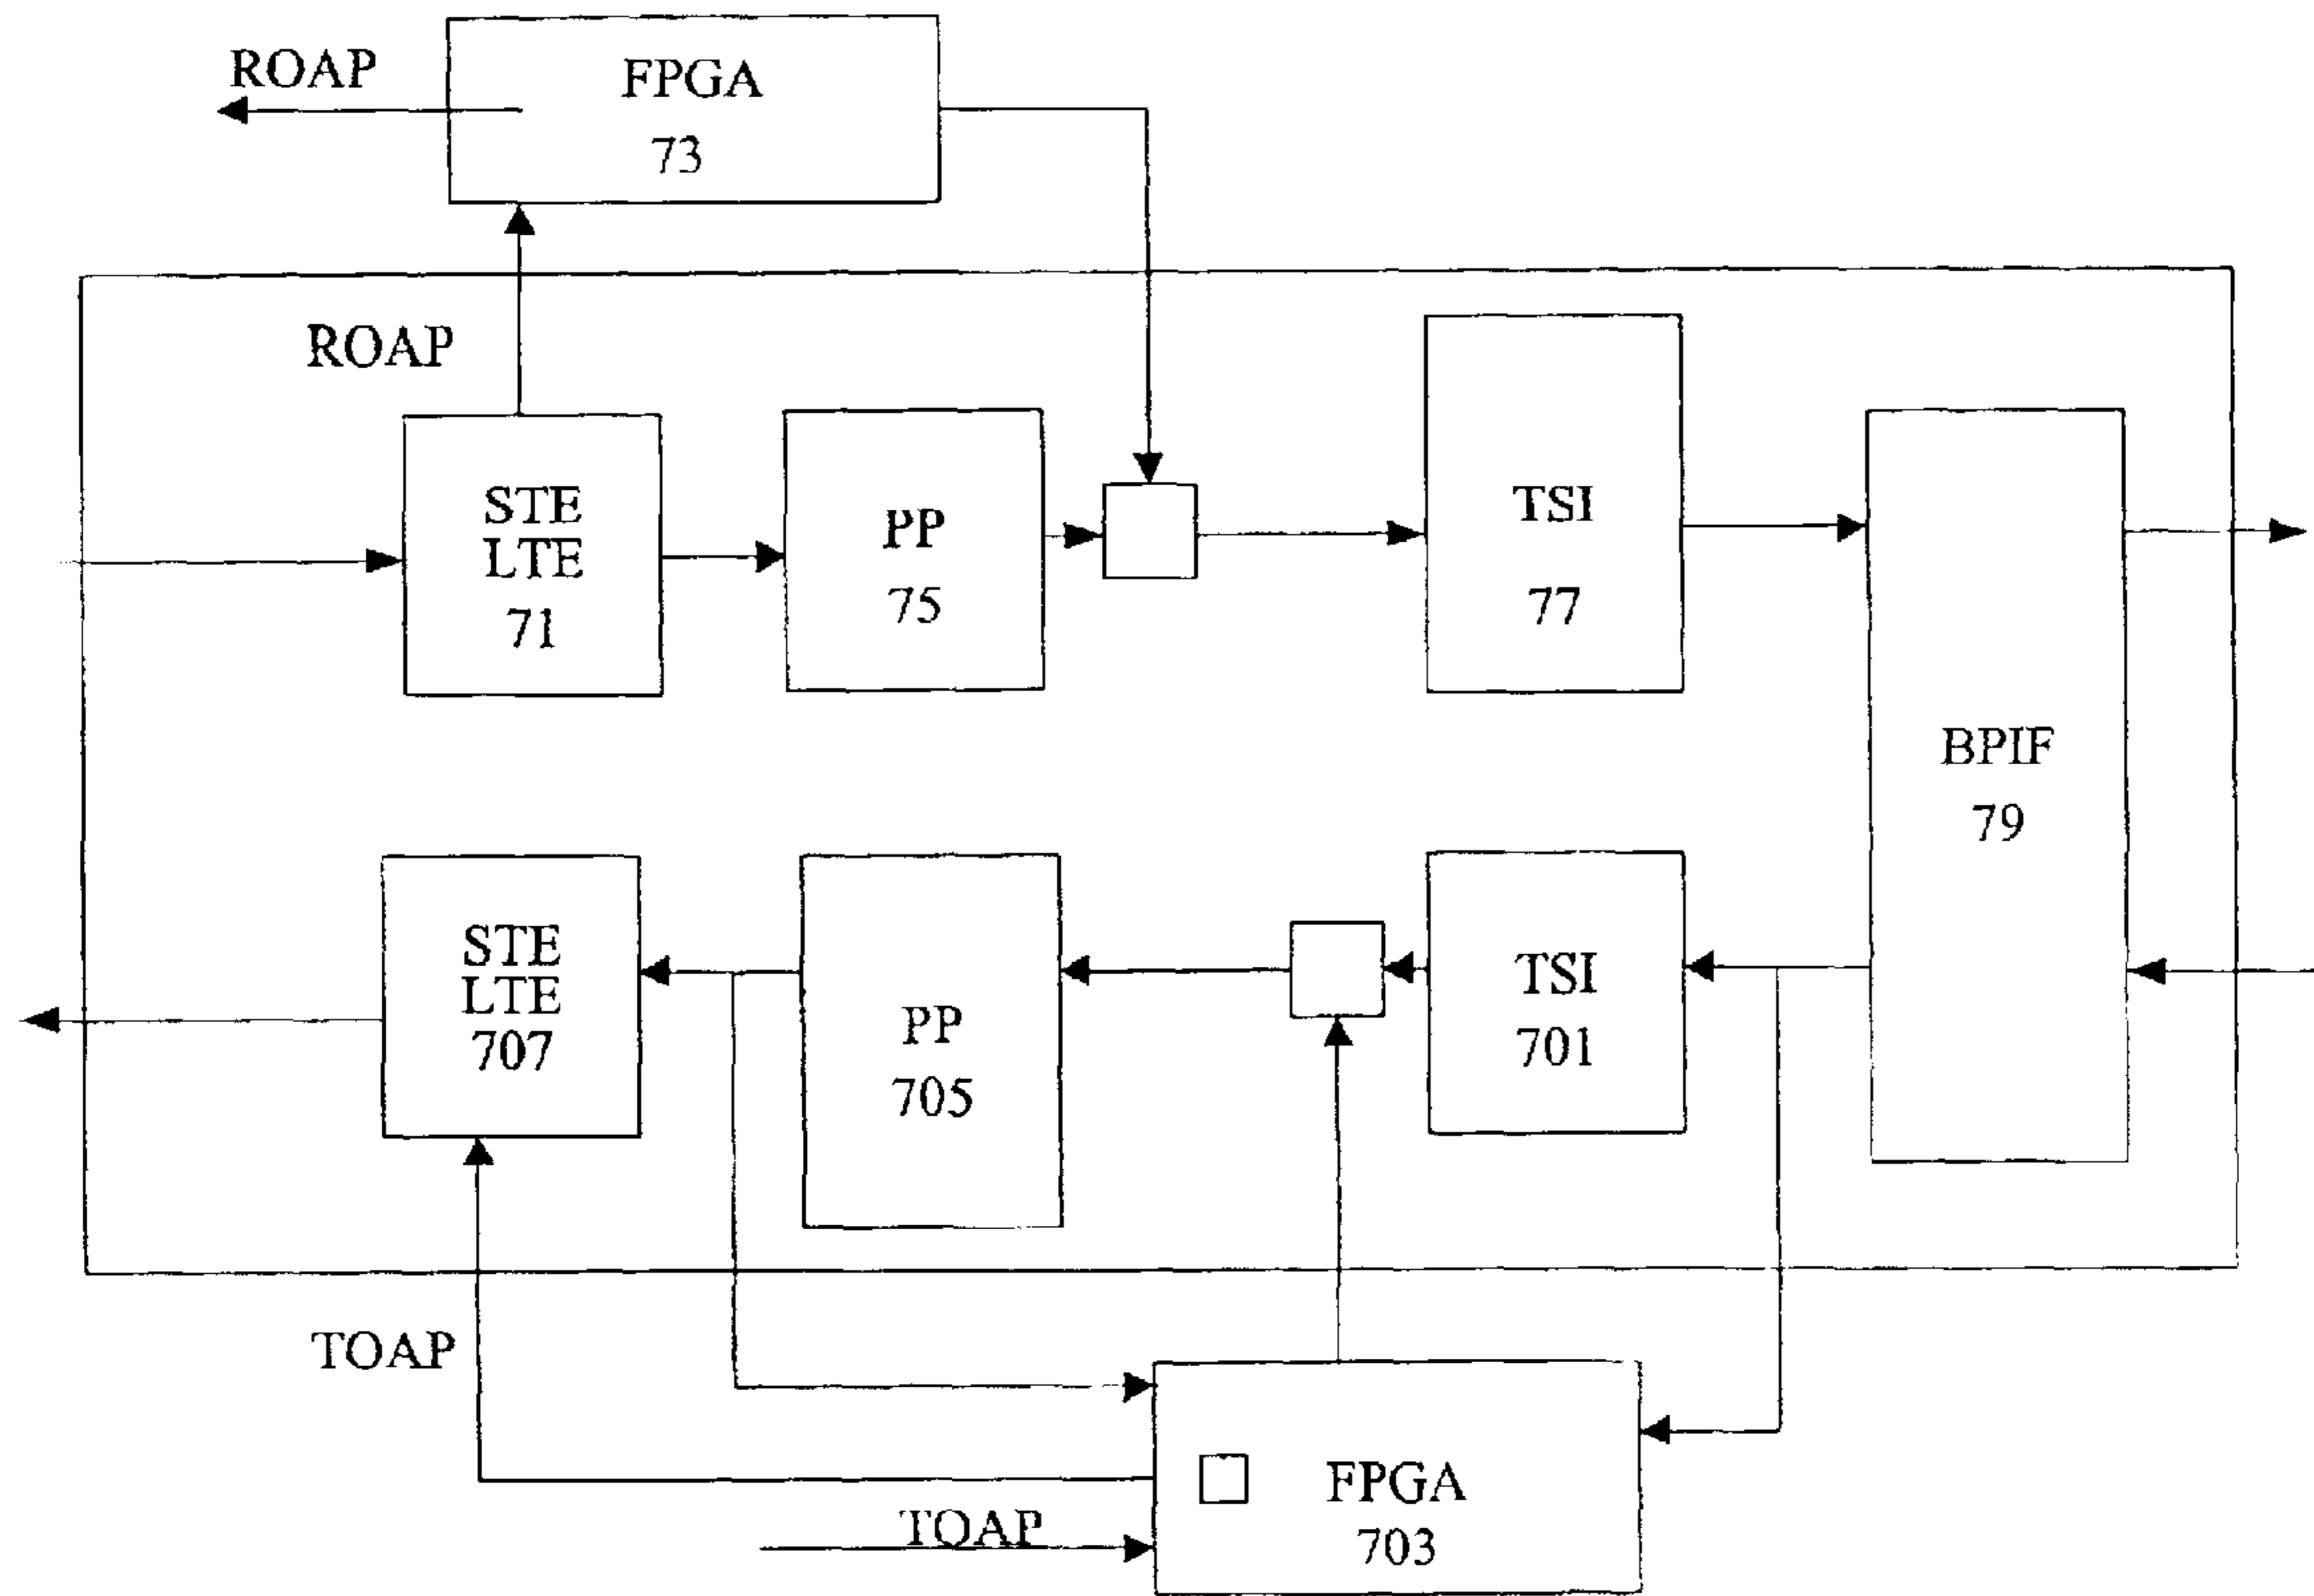 ROAP
FPGA
73
ROAP
STE
LTE
71
PP
75
TSI
77
BPIF
79
STE
LTE
707
PP
705
TSI
701
TOAP
TOAP
FPGA
703